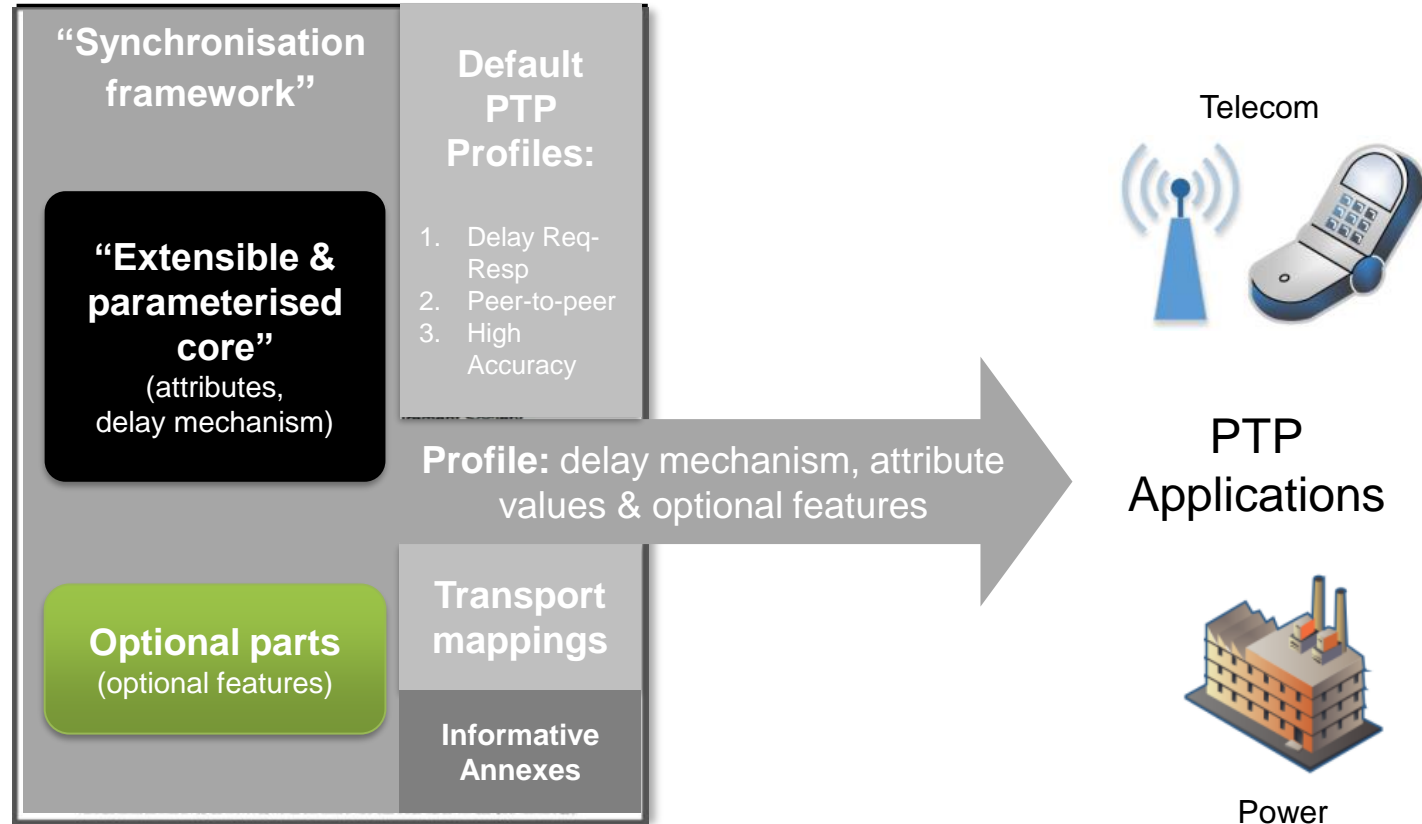 “Synchronisation
framework”
“Extensible &
parameterised
core”
(attributes,
delay mechanism)
Optional parts
(optional features)
Default
PTP
Profiles:
1. Delay Req-
Resp
2. Peer-to-peer
3. High
Accuracy
Profile: delay mechanism, attribute
values & optional features
Transport
mappings
Informative
Annexes
Telecom
PTP
Applications
Power